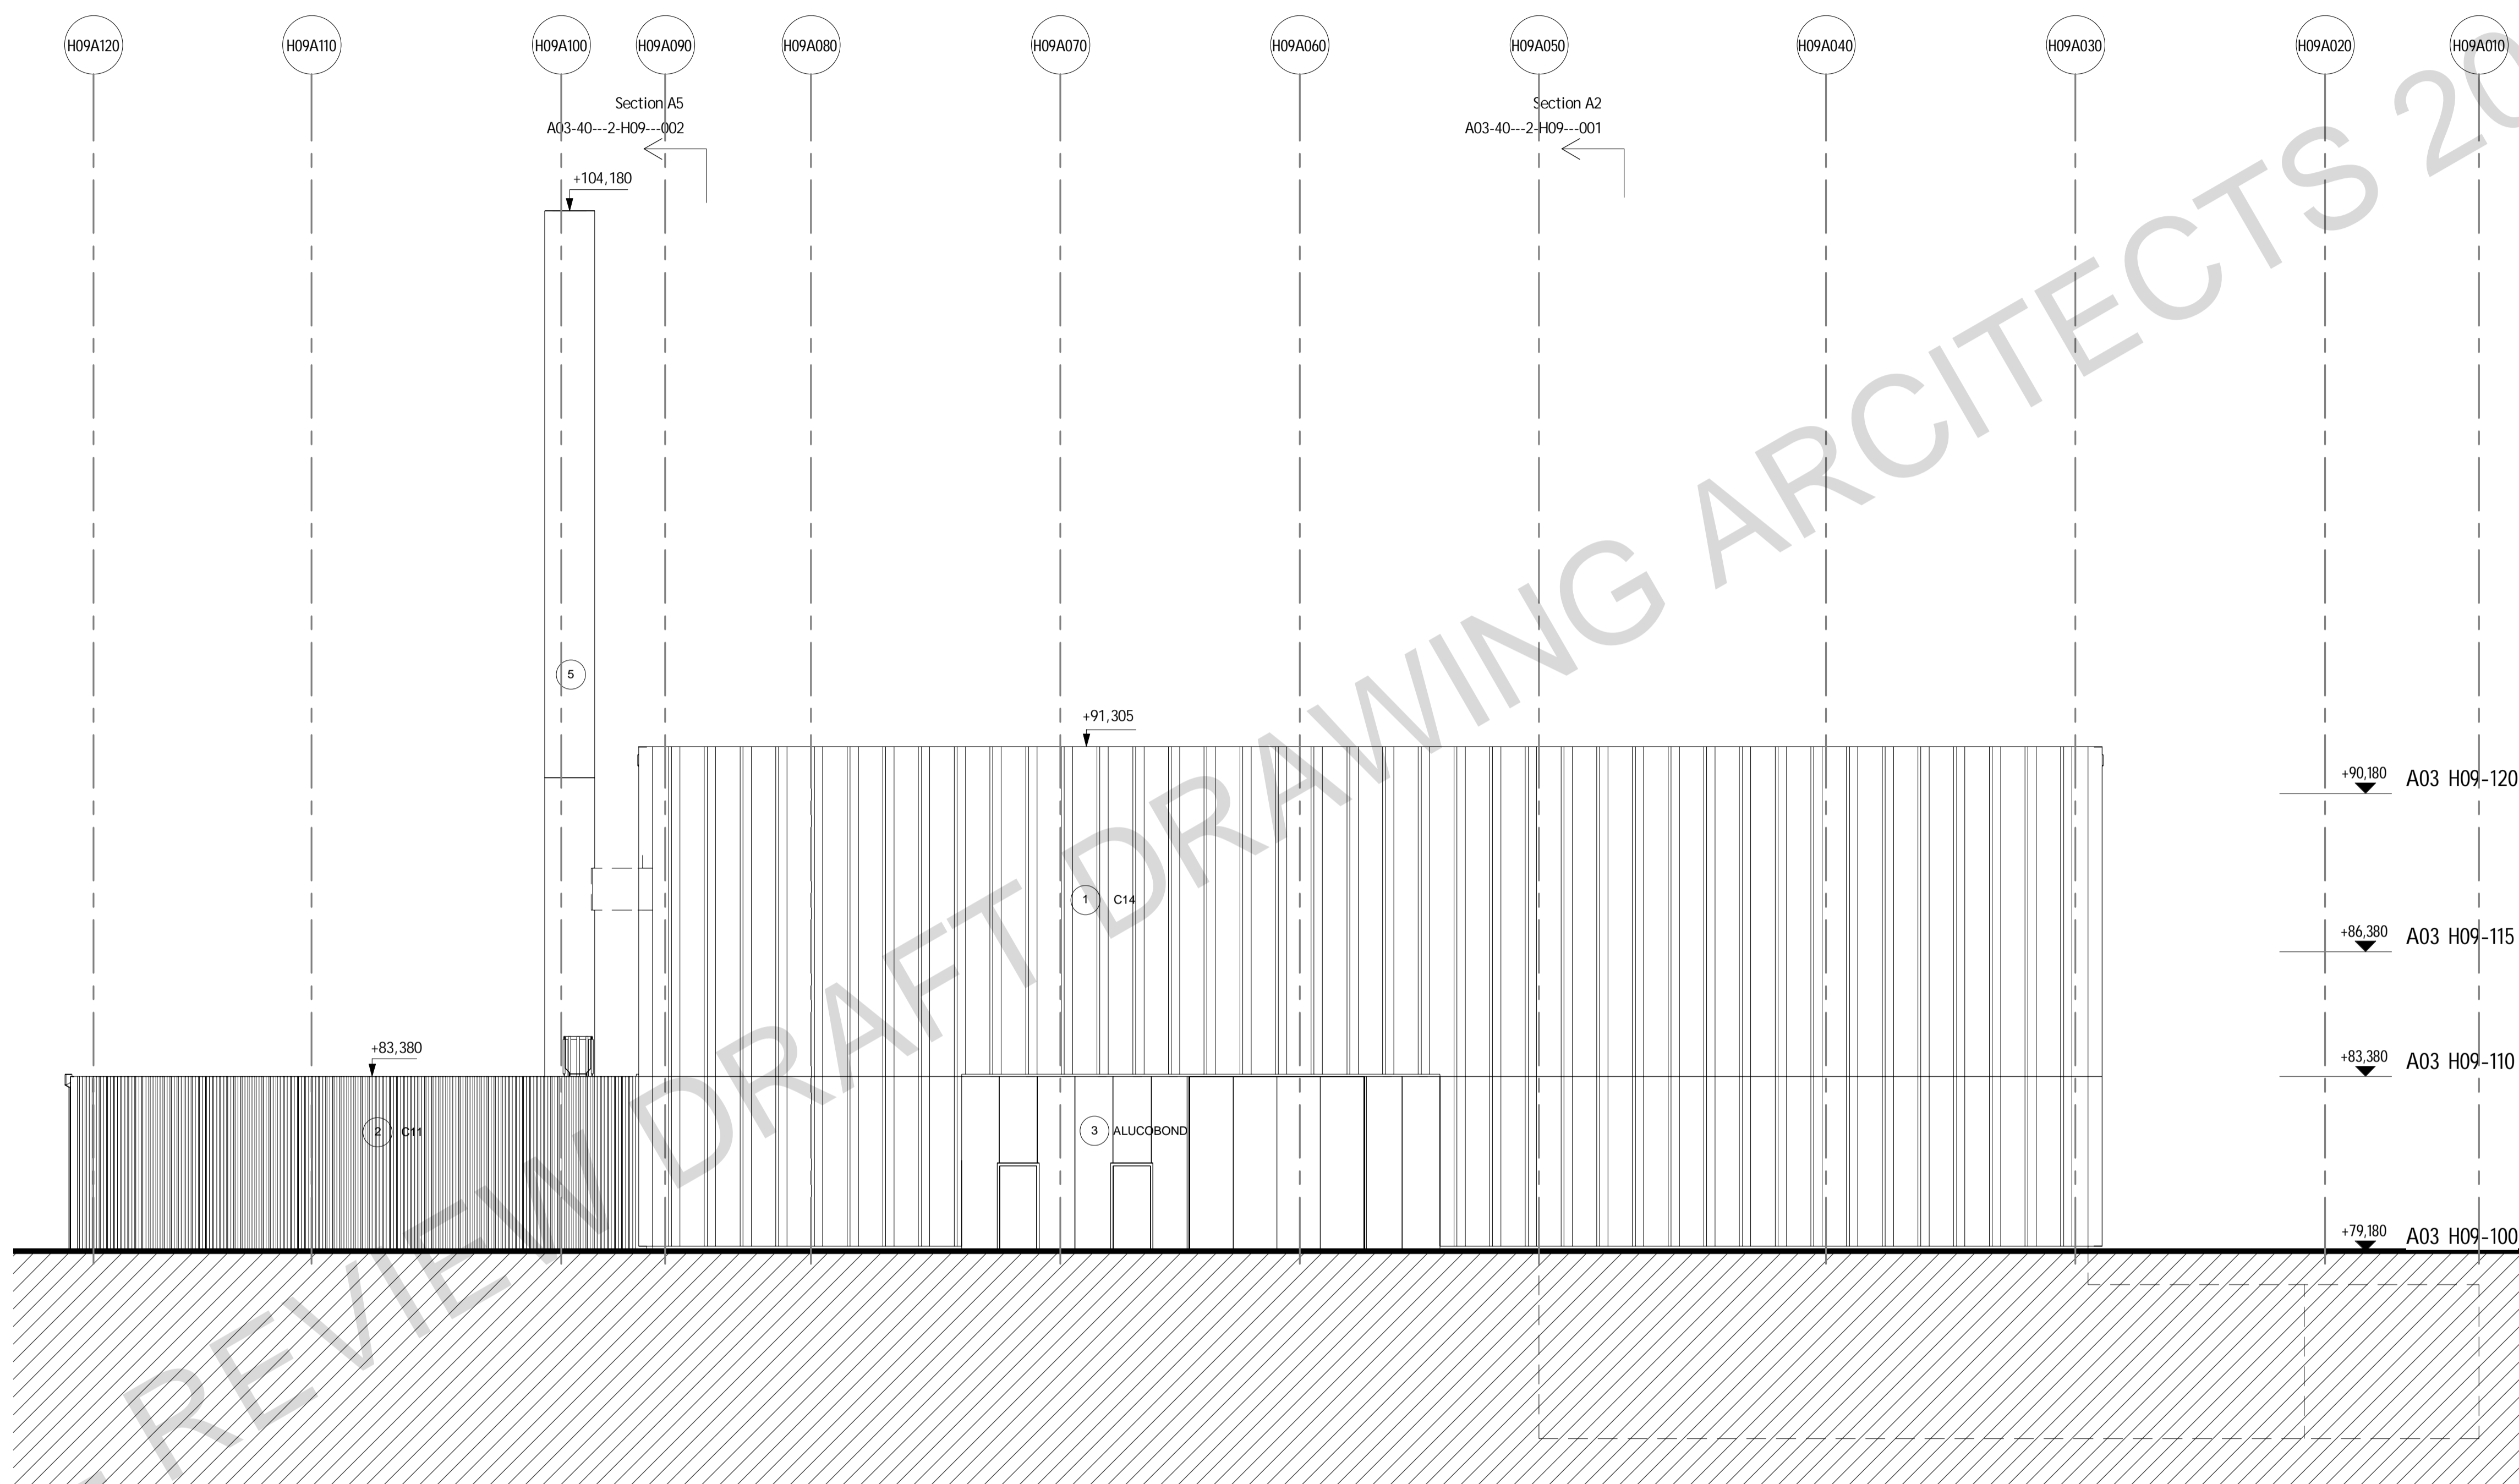 H09A120 H09A110 H09A100 H09A090 H09A080 H09A070 H09A060 H09A050 H09A040 H09A030 H09A020 H09A010
Section A5
A03-40---2-H09---002
Section A2
A03-40---2-H09---001
+104,180
5
+91,305
+90,180 A03 H09-120
1 C14
+86,380 A03 H09-115
+83,380
+83,380 A03 H09-110
2 C11
3 ALUCOBOND
+79,180 A03 H09-100
REVIEW DRAFT DRAWING ARCITECTS 20